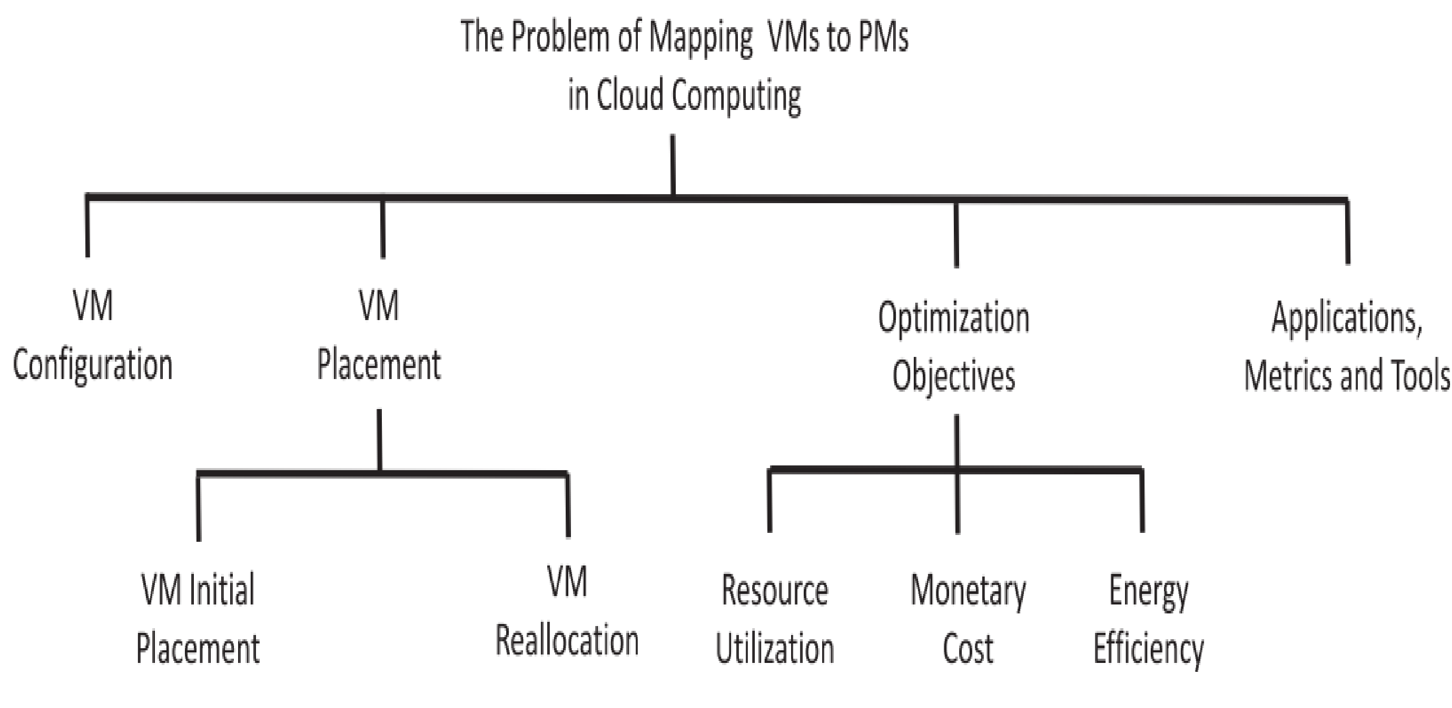 The Problem of Mapping VMs to PMs
in Cloud Computing
VM
Configuration
VM
Placement
Optimization
Objectives
Applications,
Metrics and Tools
VM Initial
Placement
VM
Reallocation
Resource
Utilization
Monetary
Cost
Energy
Efficiency